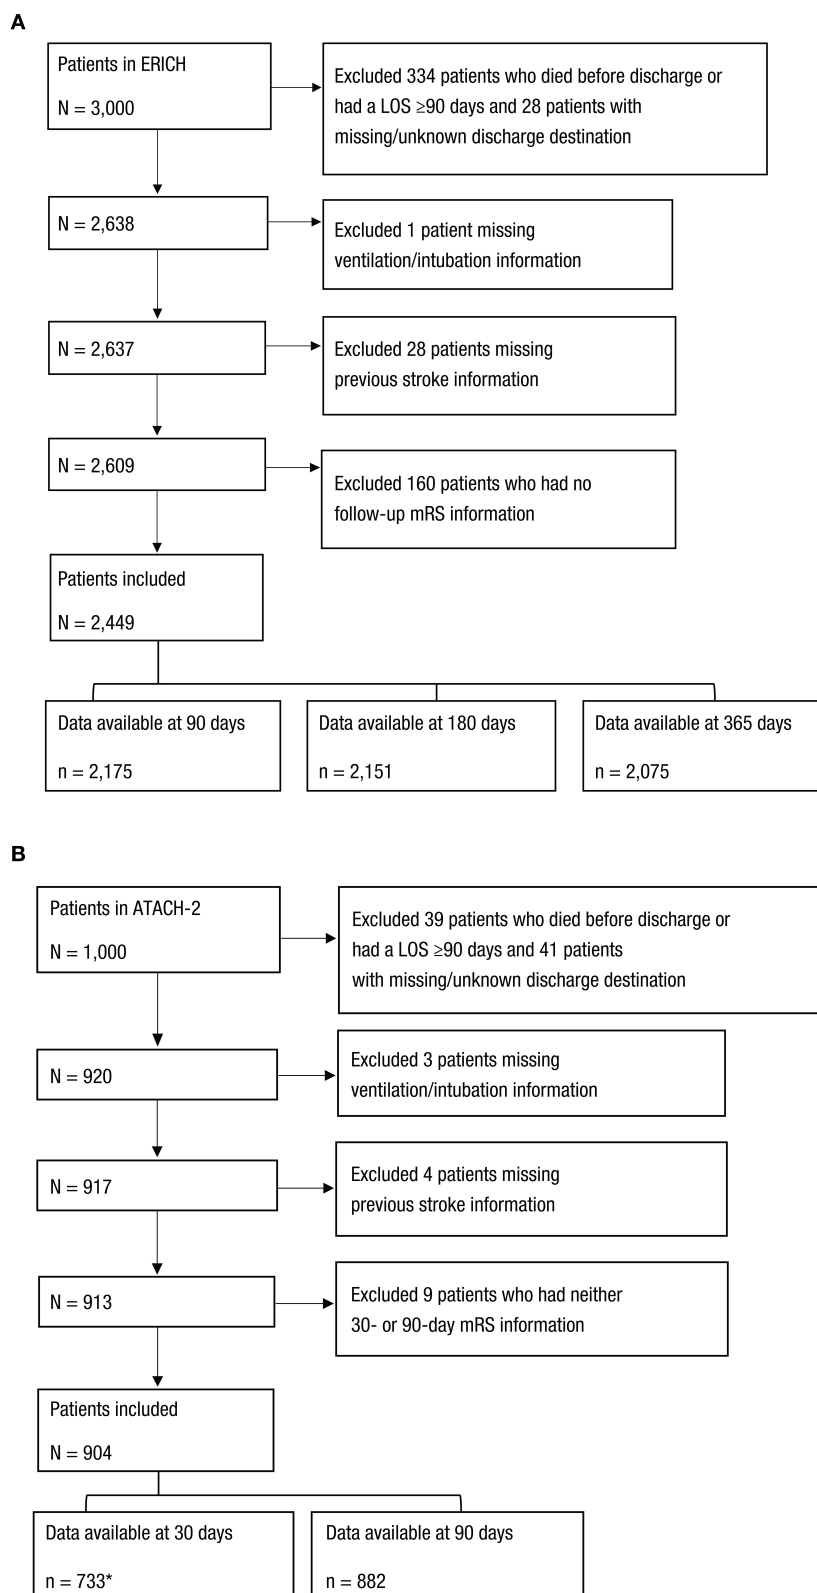 A
Patients in ERICH
N = 3,000
Excluded 334 patients who died before discharge or
had a LOS ≥90 days and 28 patients with
missing/unknown discharge destination
N = 2,638
Excluded 1 patient missing
ventilation/intubation information
N = 2,637
Excluded 28 patients missing
previous stroke information
N = 2,609
Excluded 160 patients who had no
follow-up mRS information
Patients included
N = 2,449
Data available at 90 days
n = 2,175
Data available at 180 days
n = 2,151
Data available at 365 days
n = 2,075
B
Patients in ATACH-2
N = 1,000
Excluded 39 patients who died before discharge or
had a LOS ≥90 days and 41 patients
with missing/unknown discharge destination
N = 920
Excluded 3 patients missing
ventilation/intubation information
N = 917
Excluded 4 patients missing
previous stroke information
N = 913
Excluded 9 patients who had neither
30- or 90-day mRS information
Patients included
N = 904
Data available at 30 days
n = 733*
Data available at 90 days
n = 882